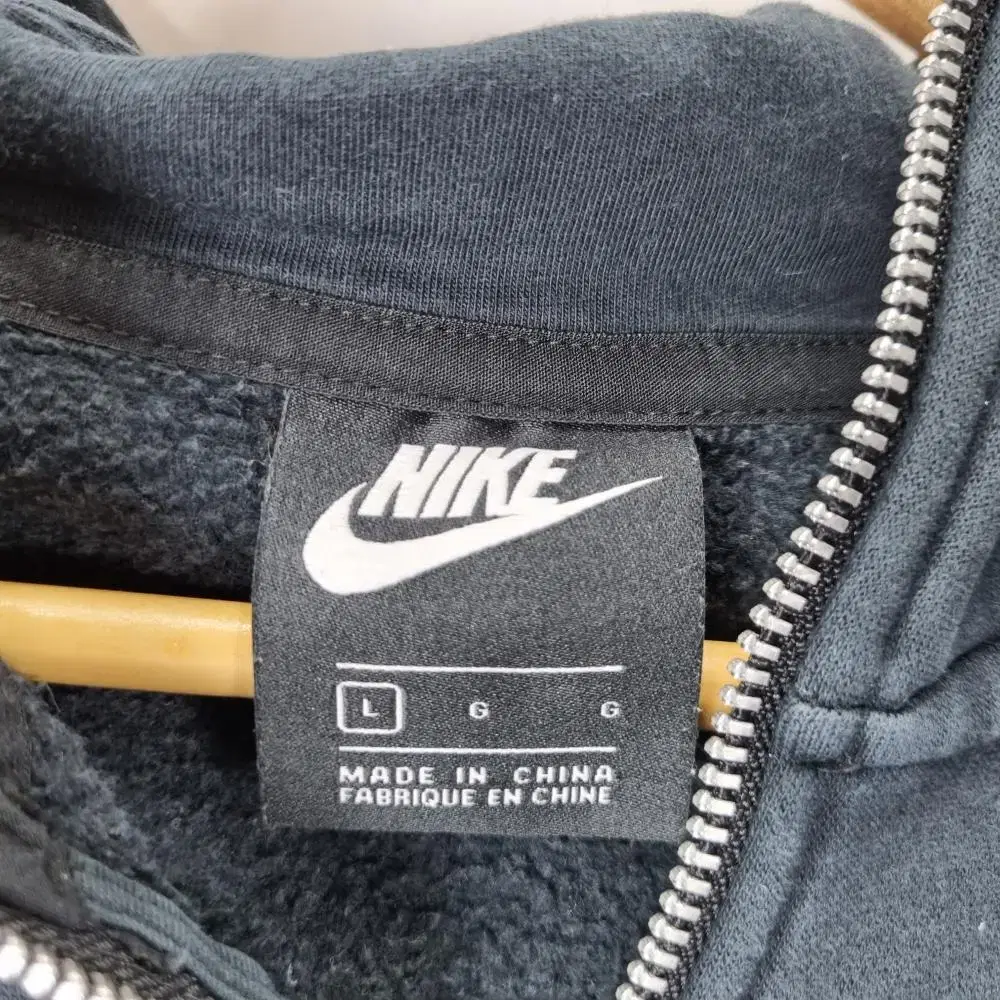 NIKE
L G G
MADE IN CHINA
FABRIQUE EN CHINE